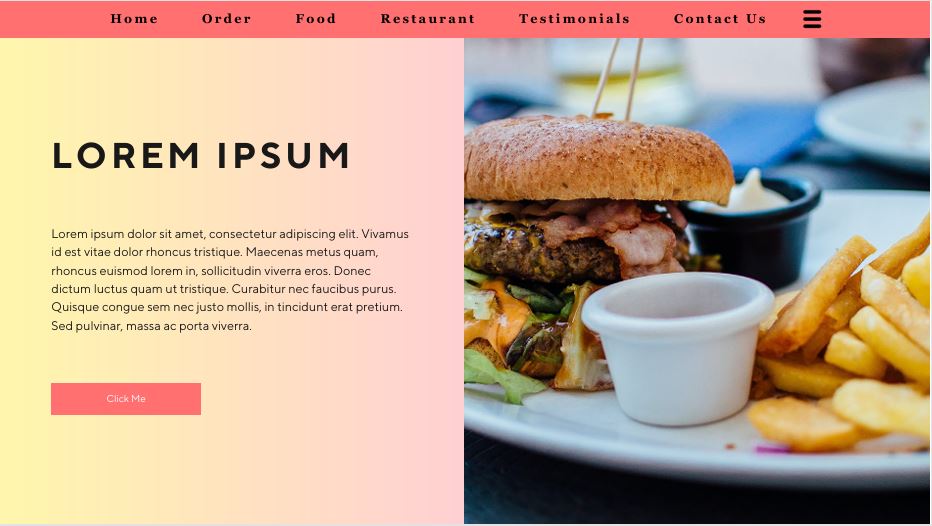 Home Order Food Restaurant Testimonials Contact Us
LOREM IPSUM
Lorem ipsum dolor sit amet, consectetur adipiscing elit. Vivamus
id est vitae dolor rhoncus tristique. Maecenas metus quam,
rhoncus euismod lorem in, sollicitudin viverra eros. Donec
dictum luctus quam ut tristique. Curabitur nec faucibus purus.
Quisque congue sem nec justo mollis, in tincidunt erat pretium.
Sed pulvinar, massa ac porta viverra.
Click Me